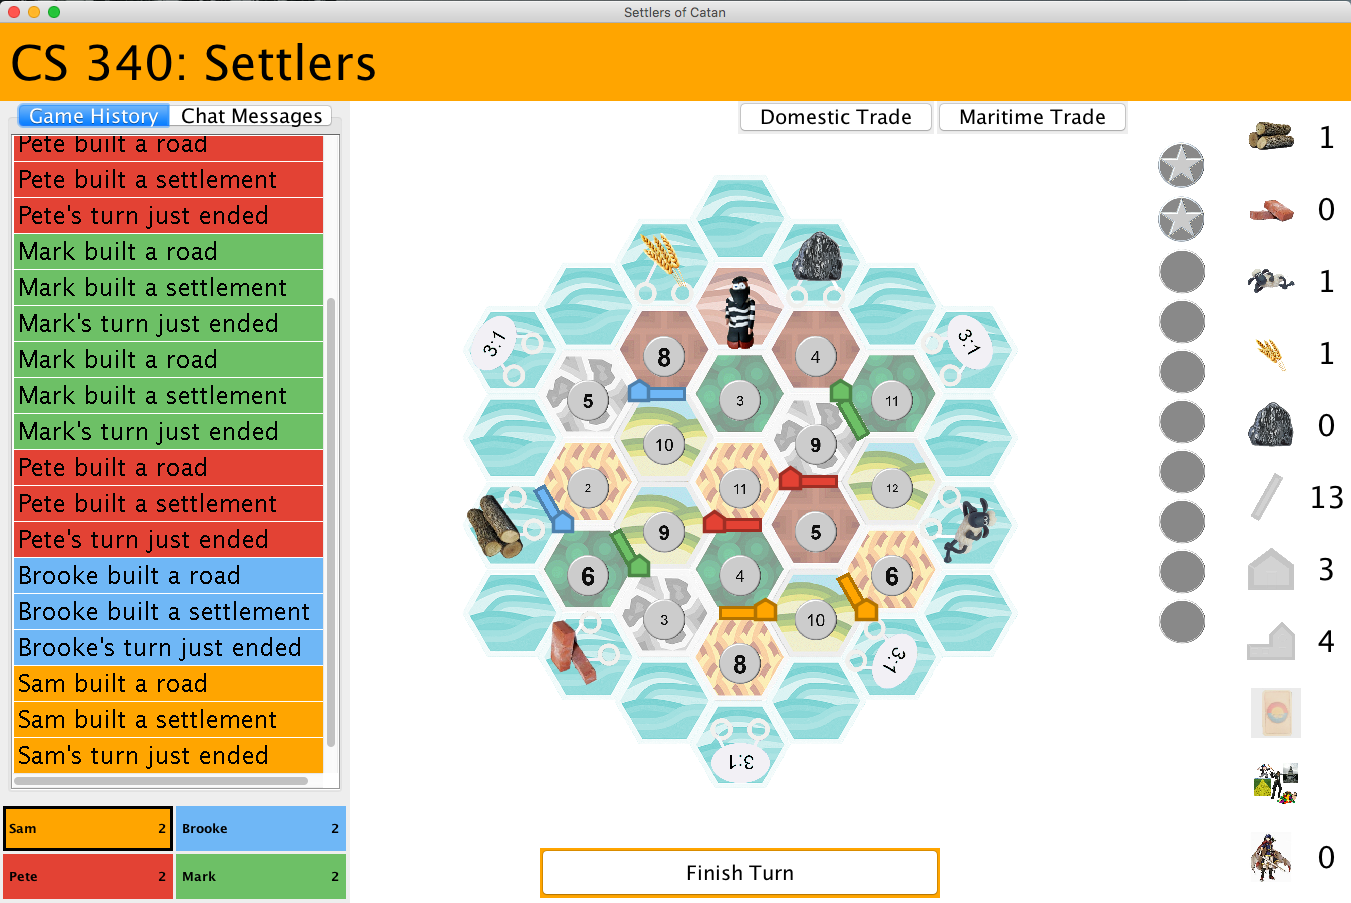 Settlers of Catan
CS 340: Settlers
Game History
Chat Messages
Domestic Trade
Maritime Trade
Pete built a road
Pete built a settlement
Pete's turn just ended
Mark built a road
Mark built a settlement
Mark's turn just ended
Mark built a road
Mark built a settlement
Mark's turn just ended
Pete built a road
Pete built a settlement
Pete's turn just ended
Brooke built a road
Brooke built a settlement
Brooke's turn just ended
Sam built a road
Sam built a settlement
Sam's turn just ended
Sam 2
Brooke 2
Pete 2
Mark 2
3:1
3:1
8
4
5
3
11
10
9
2
11
12
9
5
6
4
6
3
10
8
3:1
3:1
Finish Turn
1
0
1
1
0
13
3
4
0